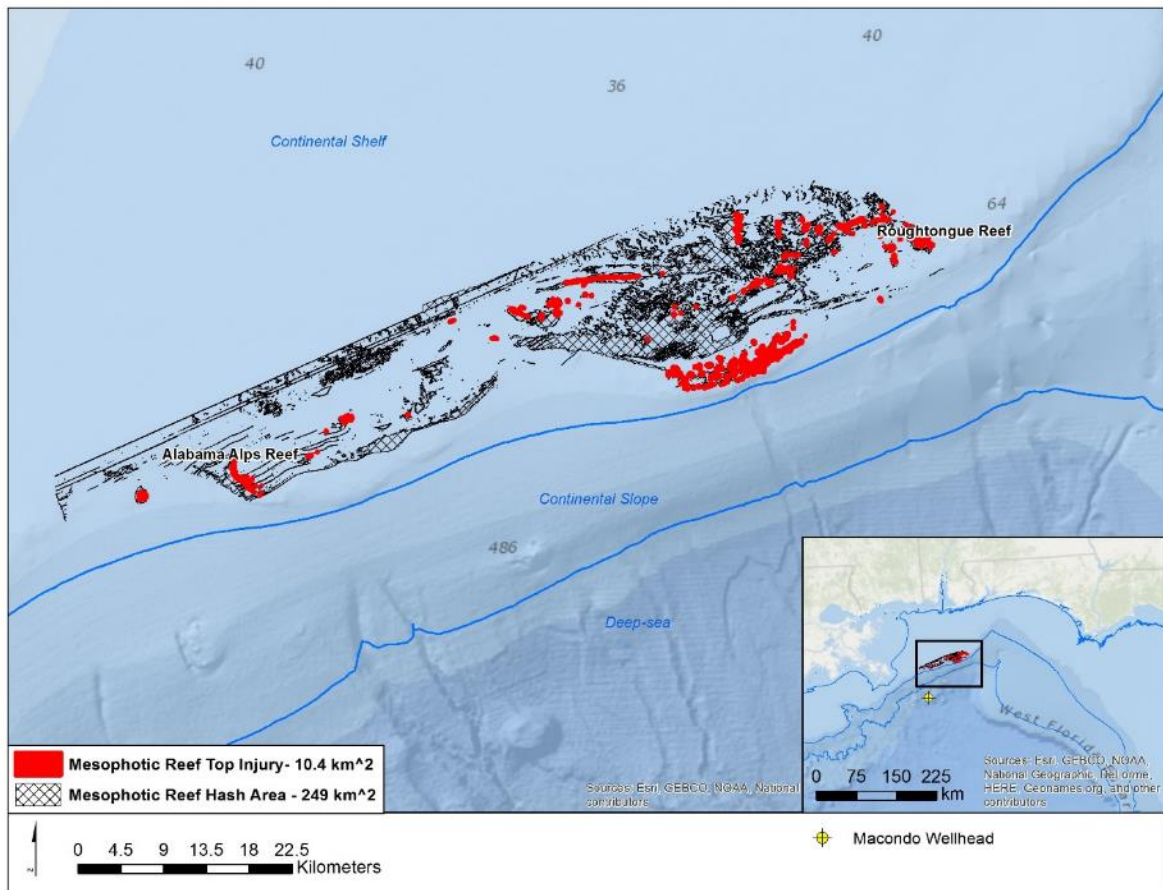 40
40
36
Continental Shelf
64
Roughtongue Reef
Alabama Alps Reef
Continental Slope
486
Deep-sea
West Florida
Mesophotic Reef Top Injury- 10.4 km^2
Mesophotic Reef Hash Area - 249 km^2
Sources: Esri, GEBCO, NOAA, National
contributors
0 75 150 225
km
Sources: Esri, GEBCO, NOAA,
National Geographic, DeLorme,
HERE, Geonames.org, and other
contributors
0 4.5 9 13.5 18 22.5
Kilometers
Macondo Wellhead